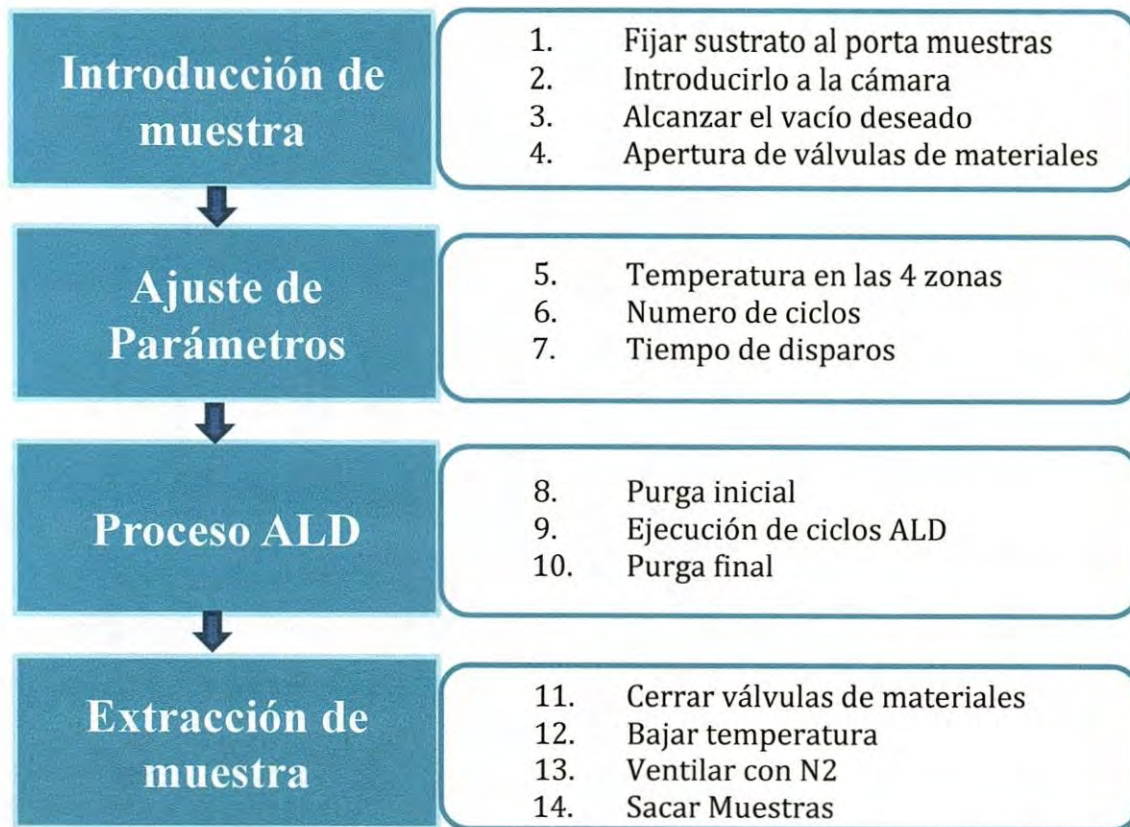 Introducción de
muestra
1. Fijar sustrato al porta muestras
2. Introducirlo a la cámara
3. Alcanzar el vacío deseado
4. Apertura de válvulas de materiales
Ajuste de
Parámetros
5. Temperatura en las 4 zonas
6. Numero de ciclos
7. Tiempo de disparos
Proceso ALD
8. Purga inicial
9. Ejecución de ciclos ALD
10. Purga final
Extracción de
muestra
11. Cerrar válvulas de materiales
12. Bajar temperatura
13. Ventilar con N2
14. Sacar Muestras